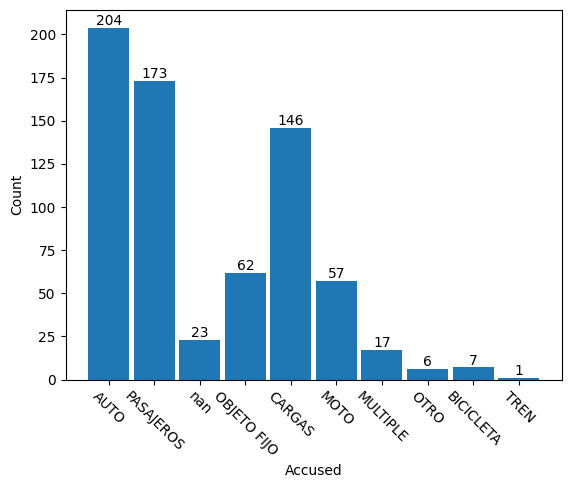 204
173
23
62
146
57
17
6
7
1
200
175
150
125
100
75
50
25
0
Count
AUTO
PASAJEROS
nan
OBJETO FIJO
CARGAS
MOTO
MULTIPLE
OTRO
BICICLETA
TREN
Accused